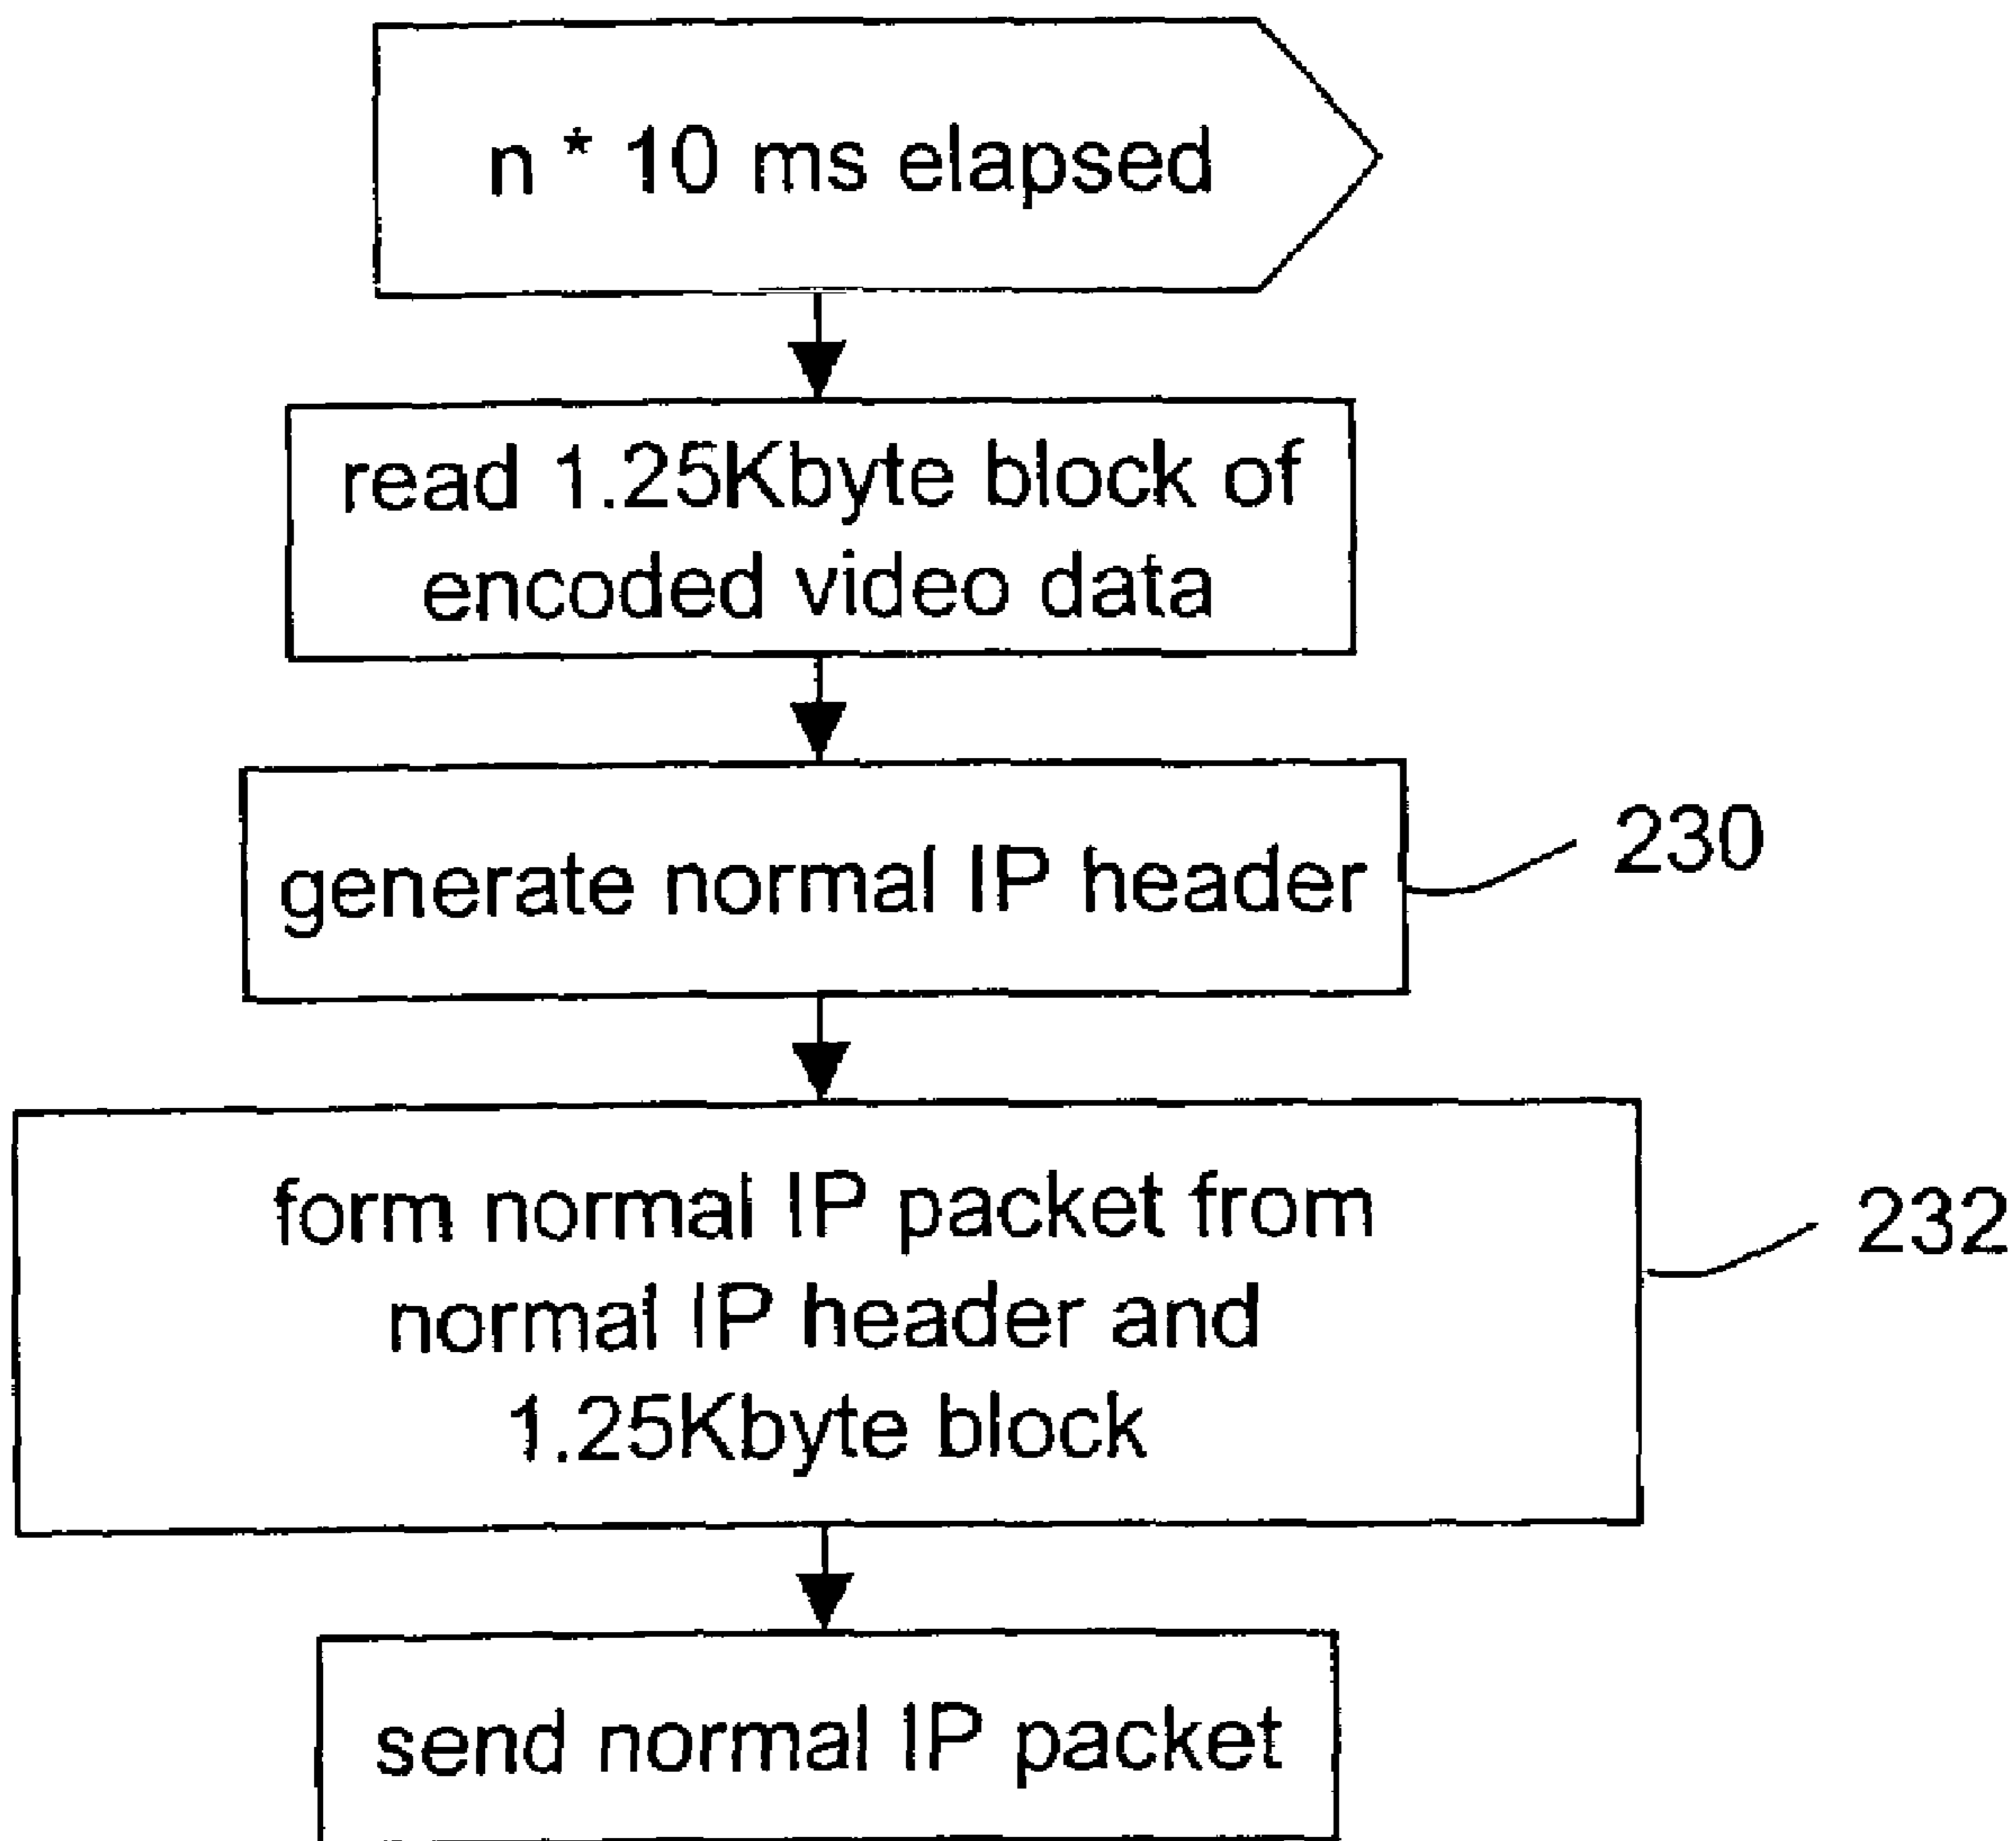 n * 10 ms elapsed
read 1.25Kbyte block of
encoded video data
generate normal IP header
230
form normal IP packet from
normal IP header and
1.25Kbyte block
232
send normal IP packet